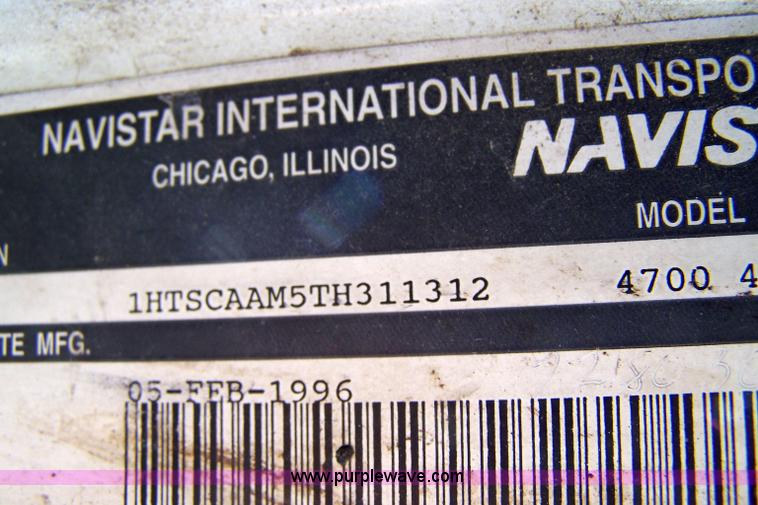 NAVISTAR INTERNATIONAL TRANSPO
CHICAGO, ILLINOIS
NAVIS
MODEL
N
1HTSCAAM5TH311312 4700 4
TE MFG.
05-FEB-1996
www.purplewave.com